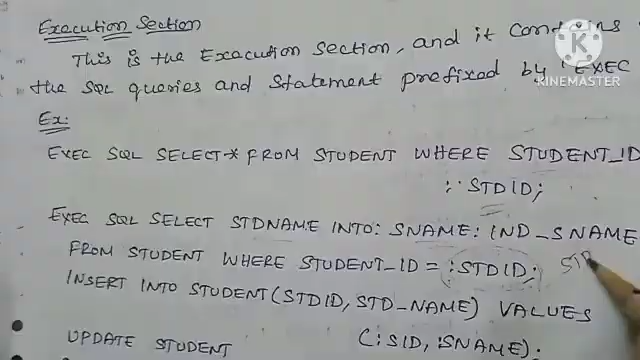 Execution Section
This is the Execution section, and it contains
the SQL queries and statement prefixed by 'EXEC
Ex:
EXEC SQL SELECT * FROM STUDENT WHERE STUDENT_ID
: STDID;
EXEC SQL SELECT STDNAME INTO: SNAME: IND_SNAME
FROM STUDENT WHERE STUDENT_ID = :STDID;
INSERT INTO STUDENT(STDID, STD_NAME) VALUES
UPDATE STUDENT (:SID, :SNAME).
KINEMASTER